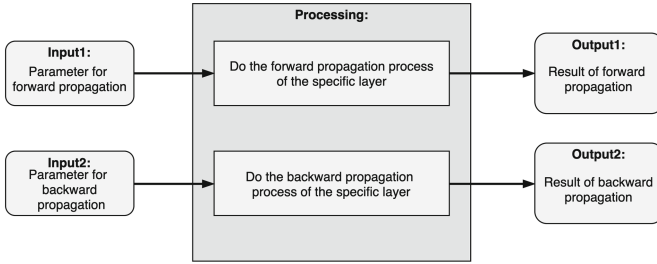 Processing:
Input1:
Parameter for
forward propagation
Do the forward propagation process
of the specific layer
Output1:
Result of forward
propagation
Input2:
Parameter for
backward
propagation
Do the backward propagation
process of the specific layer
Output2:
Result of backward
propagation